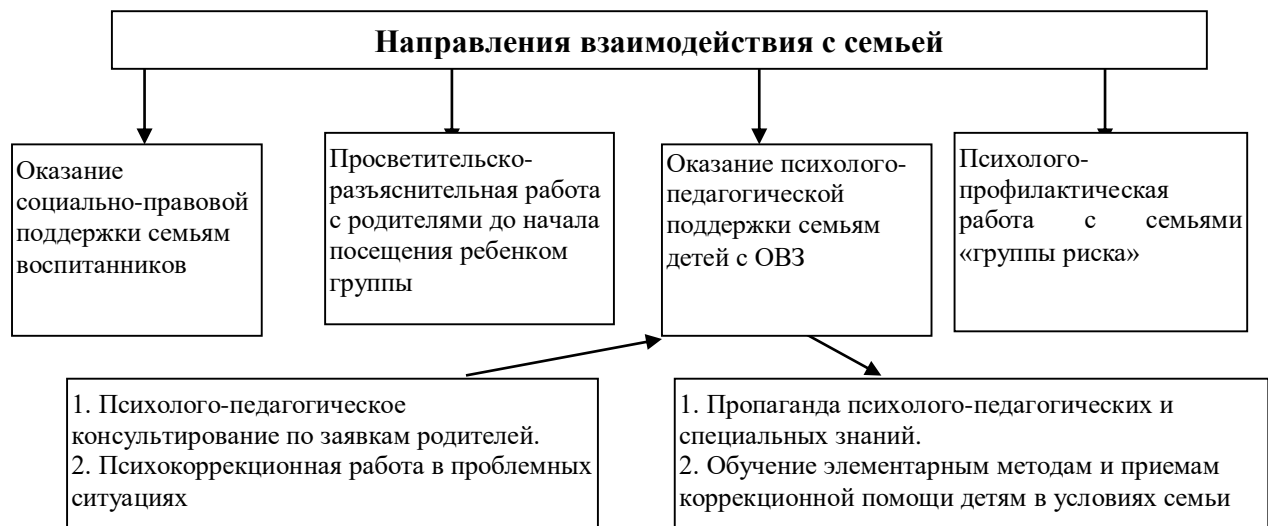 Направления взаимодействия с семьей
Оказание
социально-правовой
поддержки семьям
воспитанников
Просветительско-
разъяснительная работа
с родителями до начала
посещения ребенком
группы
Оказание психолого-
педагогической
поддержки семьям
детей с ОВЗ
Психолого-
профилактическая
работа с семьями
«группы риска»
1. Психолого-педагогическое
консультирование по заявкам родителей.
2. Психокоррекционная работа в проблемных
ситуациях
1. Пропаганда психолого-педагогических и
специальных знаний.
2. Обучение элементарным методам и приемам
коррекционной помощи детям в условиях семьи